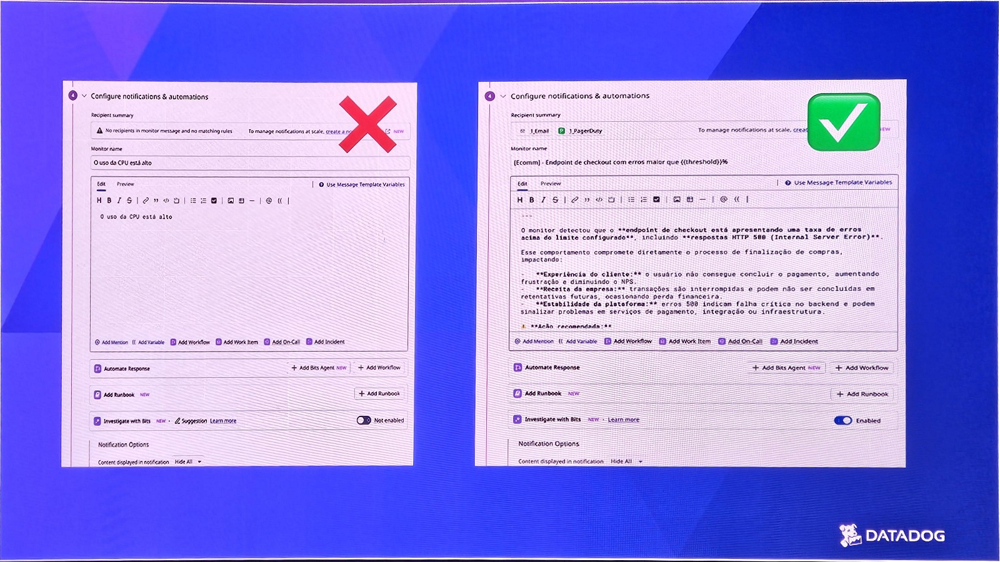 4 Configure notifications & automations
Recipient summary
No recipients in monitor message and no matching rules To manage notifications at scale, create a NEW
Monitor name
O uso da CPU está alto
Edit Preview Use Message Template Variables
H B I S
O uso da CPU está alto
@ Add Mention {{ Add Variable Add Workflow Add Work Item Add On-Call Add Incident
Automate Response + Add Bits Agent NEW + Add Workflow
Add Runbook NEW + Add Runbook
Investigate with Bits NEW · Suggestion Learn more Not enabled
Notification Options
Content displayed in notification Hide All
4 Configure notifications & automations
Recipient summary
1_Email 1_PagerDuty To manage notifications at scale, NEW
Monitor name
[Ecomm] - Endpoint de checkout com erros maior que {{threshold}}%
Edit Preview Use Message Template Variables
H B I S
---
O monitor detectou que o **endpoint de checkout está apresentando uma taxa de erros
acima do limite configurado**, incluindo **respostas HTTP 500 (Internal Server Error)**.
Esse comportamento compromete diretamente o processo de finalização de compras,
impactando:
- **Experiência do cliente:** o usuário não consegue concluir o pagamento, aumentando
frustração e diminuindo o NPS.
- **Receita da empresa:** transações são interrompidas e podem não ser concluídas em
retentativas futuras, ocasionando perda financeira.
- **Estabilidade da plataforma:** erros 500 indicam falha crítica no backend e podem
sinalizar problemas em serviços de pagamento, integração ou infraestrutura.
⚠️ **Ação recomendada:**
@ Add Mention {{ Add Variable Add Workflow Add Work Item Add On-Call Add Incident
Automate Response + Add Bits Agent NEW + Add Workflow
Add Runbook NEW + Add Runbook
Investigate with Bits NEW · Learn more Enabled
Notification Options
Content displayed in notification Hide All
DATADOG